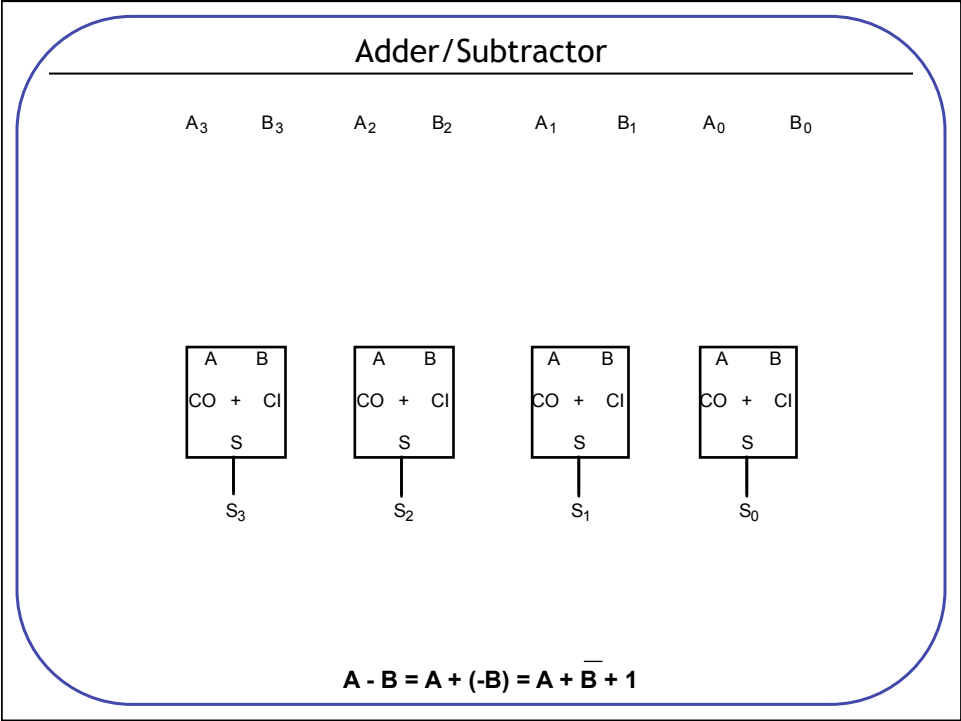 Adder/Subtractor
A₃ B₃ A₂ B₂ A₁ B₁ A₀ B₀
A B A B A B A B
CO + CI CO + CI CO + CI CO + CI
S S S S
S₃ S₂ S₁ S₀
A - B = A + (-B) = A + B̅ + 1